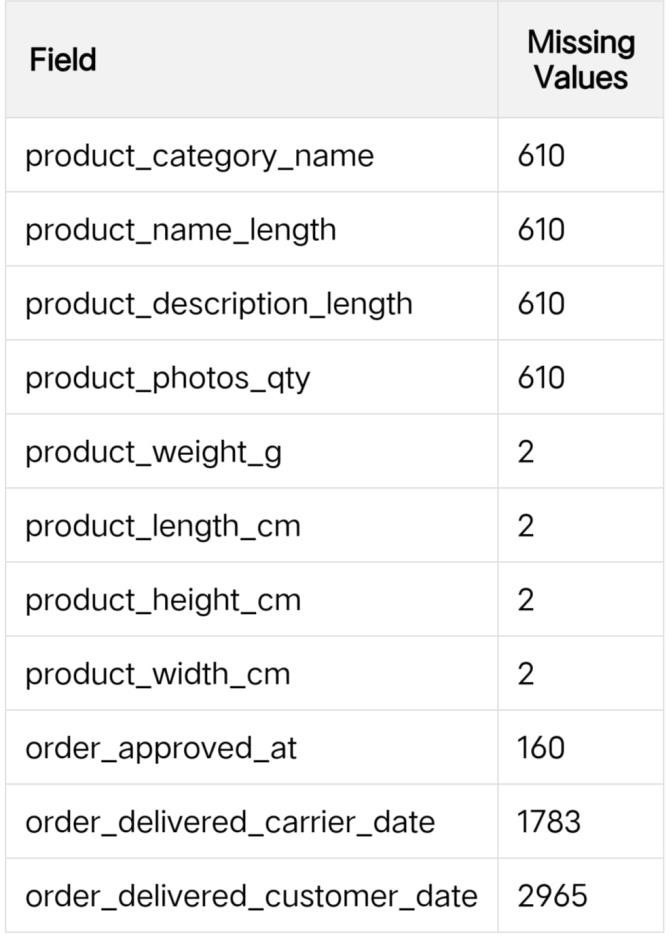 Field Missing Values
product_category_name 610
product_name_length 610
product_description_length 610
product_photos_qty 610
product_weight_g 2
product_length_cm 2
product_height_cm 2
product_width_cm 2
order_approved_at 160
order_delivered_carrier_date 1783
order_delivered_customer_date 2965